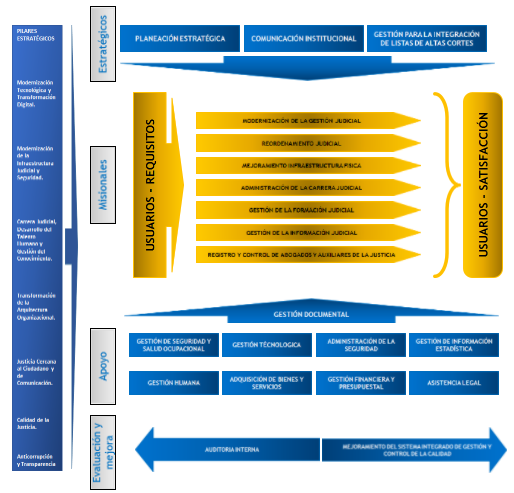 PILARES
ESTRATÉGICOS
Modernización
Tecnológica y
Transformación
Digital.
Modernización
de la
Infraestructura
Judicial y
Seguridad.
Carrera Judicial,
Desarrollo del
Talento
Humano y
Gestión del
Conocimiento.
Transformación
de la
Arquitectura
Organizacional.
Justicia Cercana
al Ciudadano y
de
Comunicación.
Calidad de la
Justicia.
Anticorrupción
y Transparencia
Estratégicos
PLANEACIÓN ESTRATÉGICA
COMUNICACIÓN INSTITUCIONAL
GESTIÓN PARA LA INTEGRACIÓN
DE LISTAS DE ALTAS CORTES
Misionales
USUARIOS - REQUISITOS
MODERNIZACIÓN DE LA GESTIÓN JUDICIAL
REORDENAMIENTO JUDICIAL
MEJORAMIENTO INFRAESTRUCTURA FISICA
ADMINISTRACIÓN DE LA CARRERA JUDICIAL
GESTIÓN DE LA FORMACIÓN JUDICIAL
GESTIÓN DE LA INFORMACIÓN JUDICIAL
REGISTRO Y CONTROL DE ABOGADOS Y AUXILIARES DE LA JUSTICIA
USUARIOS - SATISFACCIÓN
Apoyo
GESTIÓN DOCUMENTAL
GESTIÓN DE SEGURIDAD Y
SALUD OCUPACIONAL
GESTIÓN TÉCNOLOGICA
ADMINISTRACIÓN DE LA
SEGURIDAD
GESTIÓN DE INFORMACIÓN
ESTADÍSTICA
GESTIÓN HUMANA
ADQUISICIÓN DE BIENES Y
SERVICIOS
GESTIÓN FINANCIERA Y
PRESUPUESTAL
ASISTENCIA LEGAL
Evaluación y
mejora
AUDITORIA INTERNA
MEJORAMIENTO DEL SISTEMA INTEGRADO DE GESTIÓN Y
CONTROL DE LA CALIDAD